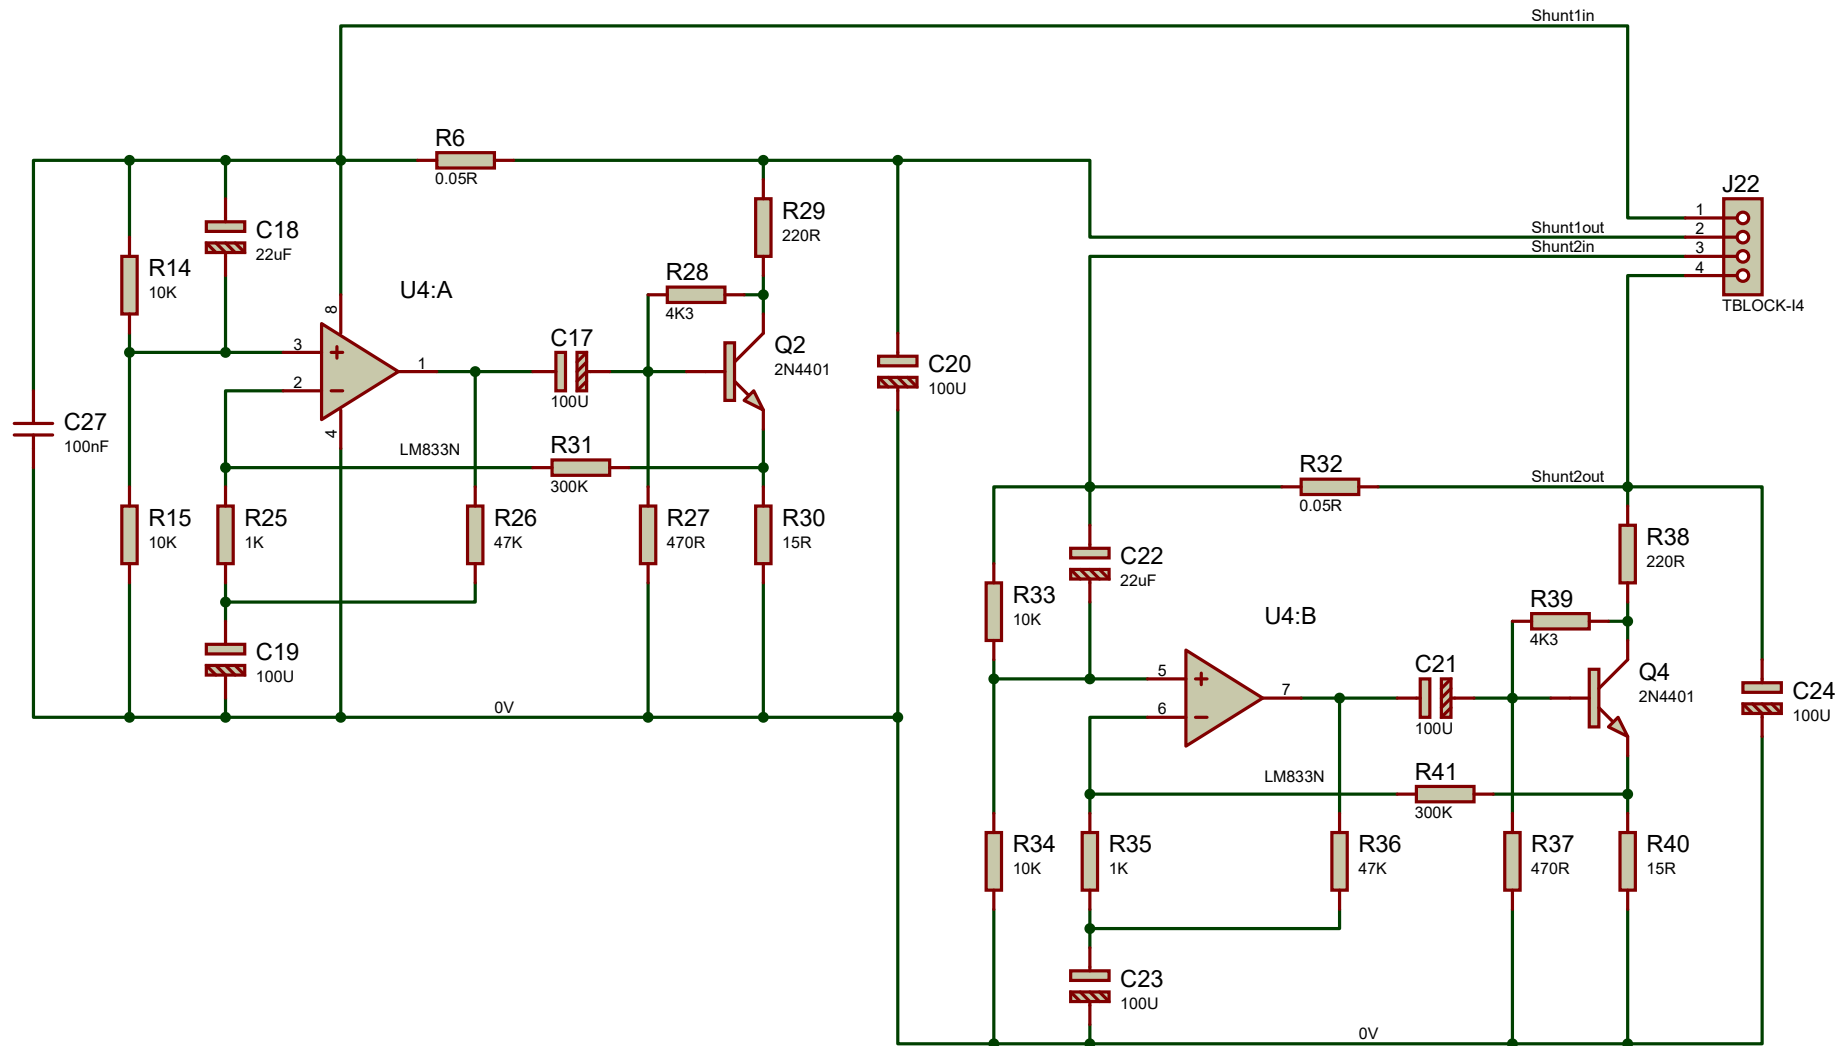 Shunt1in
R6
0.05R
J22
1
Shunt1out
2
Shunt2in
3
4
TBLOCK-I4
C18
22uF
R29
220R
R14
10K
R28
4K3
U4:A
8
3
1
2
4
LM833N
C17
100U
Q2
2N4401
C20
100U
C27
100nF
R31
300K
R15
10K
R25
1K
R26
47K
R27
470R
R30
15R
C19
100U
0V
R32
0.05R
Shunt2out
R38
220R
C22
22uF
R33
10K
R39
4K3
U4:B
5
7
6
LM833N
C21
100U
Q4
2N4401
C24
100U
R41
300K
R34
10K
R35
1K
R36
47K
R37
470R
R40
15R
C23
100U
0V